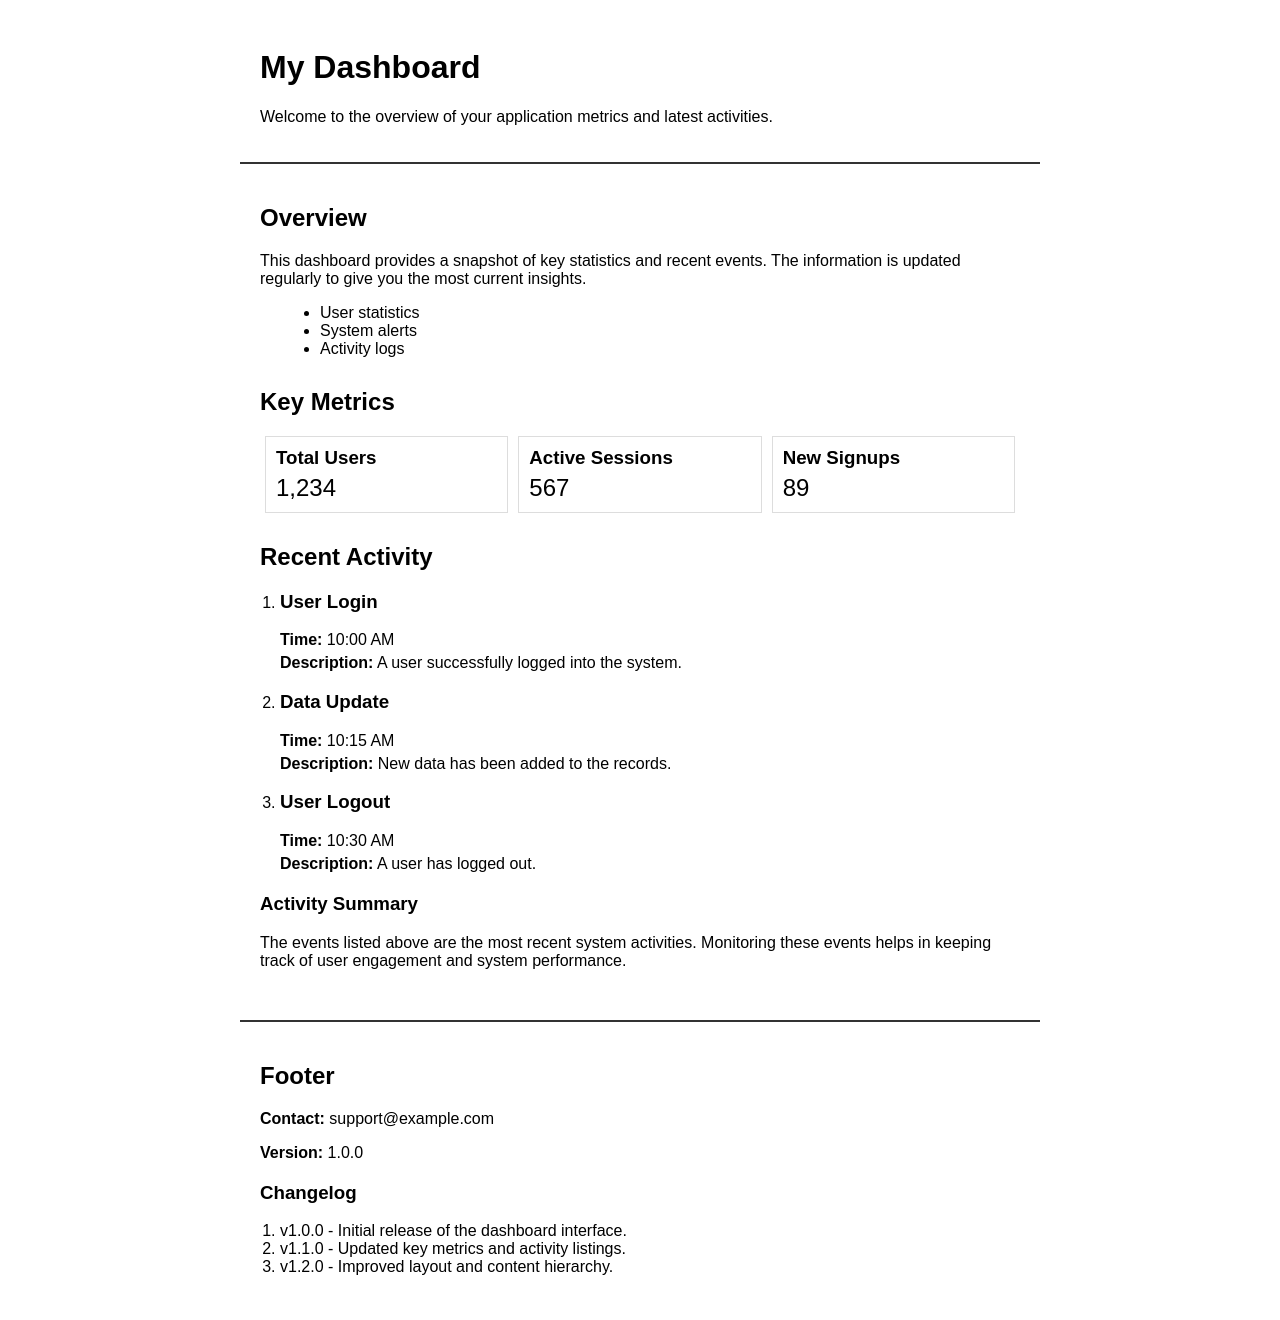 My Dashboard
Welcome to the overview of your application metrics and latest activities.
Overview
This dashboard provides a snapshot of key statistics and recent events. The information is updated
regularly to give you the most current insights.
• User statistics
• System alerts
• Activity logs
Key Metrics
Total Users
1,234
Active Sessions
567
New Signups
89
Recent Activity
1. User Login
Time: 10:00 AM
Description: A user successfully logged into the system.
2. Data Update
Time: 10:15 AM
Description: New data has been added to the records.
3. User Logout
Time: 10:30 AM
Description: A user has logged out.
Activity Summary
The events listed above are the most recent system activities. Monitoring these events helps in keeping
track of user engagement and system performance.
Footer
Contact: support@example.com
Version: 1.0.0
Changelog
1. v1.0.0 - Initial release of the dashboard interface.
2. v1.1.0 - Updated key metrics and activity listings.
3. v1.2.0 - Improved layout and content hierarchy.